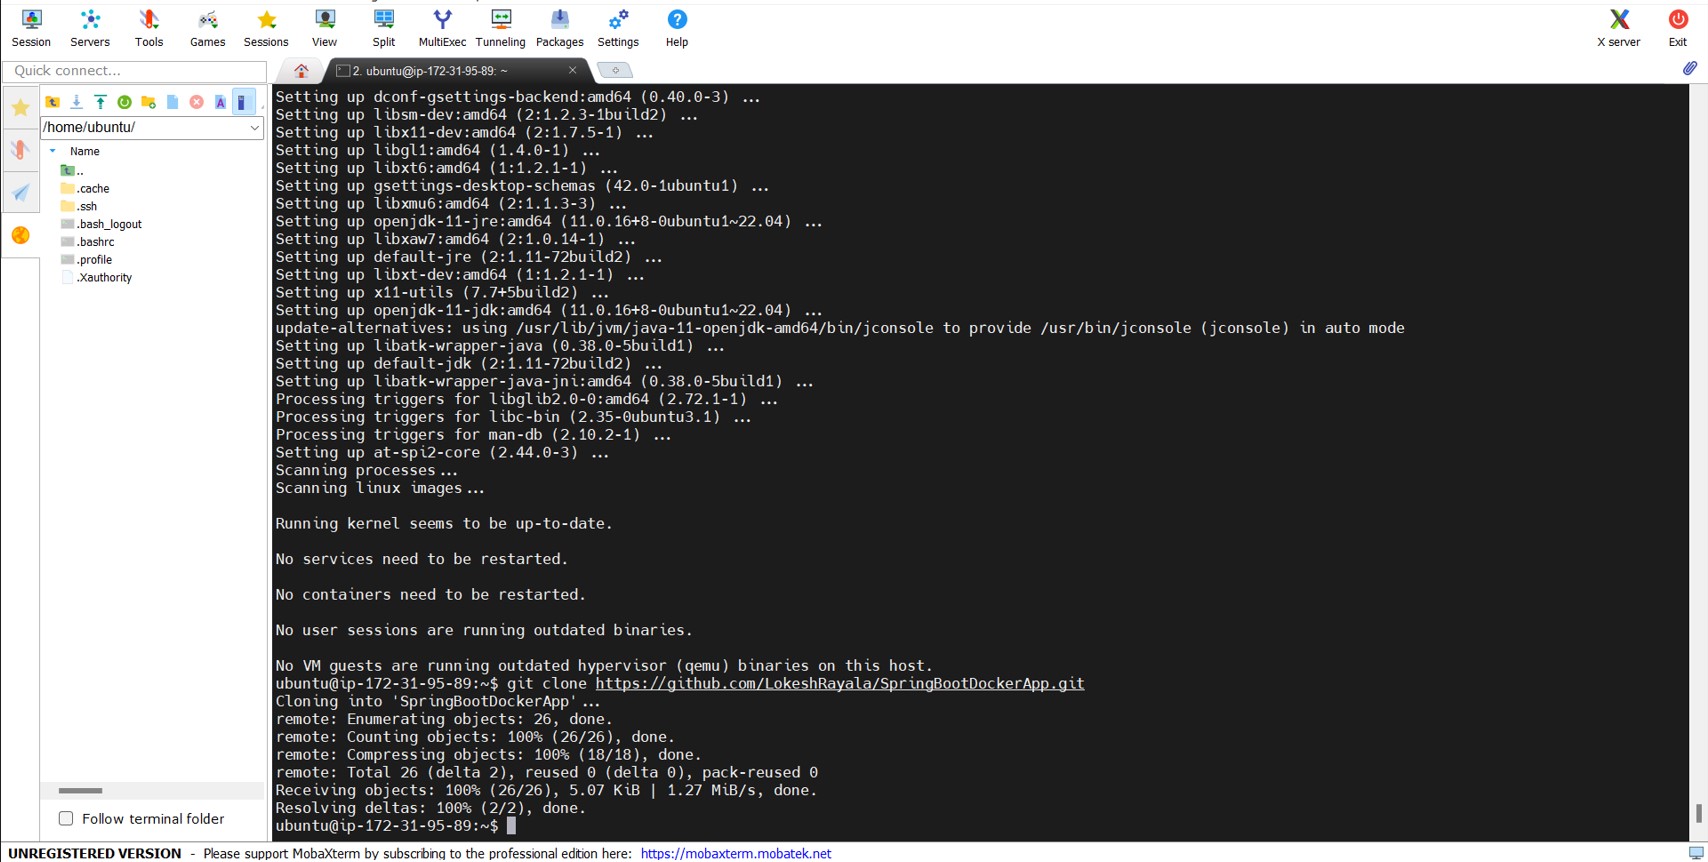 Session Servers Tools Games Sessions View Split MultiExec Tunneling Packages Settings Help X server Exit
Quick connect...
2. ubuntu@ip-172-31-95-89: ~
/home/ubuntu/
Name
..
.cache
.ssh
.bash_logout
.bashrc
.profile
.Xauthority
Follow terminal folder
Setting up dconf-gsettings-backend:amd64 (0.40.0-3) ...
Setting up libsm-dev:amd64 (2:1.2.3-1build2) ...
Setting up libx11-dev:amd64 (2:1.7.5-1) ...
Setting up libgl1:amd64 (1.4.0-1) ...
Setting up libxt6:amd64 (1:1.2.1-1) ...
Setting up gsettings-desktop-schemas (42.0-1ubuntu1) ...
Setting up libxmu6:amd64 (2:1.1.3-3) ...
Setting up openjdk-11-jre:amd64 (11.0.16+8-0ubuntu1~22.04) ...
Setting up libxaw7:amd64 (2:1.0.14-1) ...
Setting up default-jre (2:1.11-72build2) ...
Setting up libxt-dev:amd64 (1:1.2.1-1) ...
Setting up x11-utils (7.7+5build2) ...
Setting up openjdk-11-jdk:amd64 (11.0.16+8-0ubuntu1~22.04) ...
update-alternatives: using /usr/lib/jvm/java-11-openjdk-amd64/bin/jconsole to provide /usr/bin/jconsole (jconsole) in auto mode
Setting up libatk-wrapper-java (0.38.0-5build1) ...
Setting up default-jdk (2:1.11-72build2) ...
Setting up libatk-wrapper-java-jni:amd64 (0.38.0-5build1) ...
Processing triggers for libglib2.0-0:amd64 (2.72.1-1) ...
Processing triggers for libc-bin (2.35-0ubuntu3.1) ...
Processing triggers for man-db (2.10.2-1) ...
Setting up at-spi2-core (2.44.0-3) ...
Scanning processes...
Scanning linux images...
Running kernel seems to be up-to-date.
No services need to be restarted.
No containers need to be restarted.
No user sessions are running outdated binaries.
No VM guests are running outdated hypervisor (qemu) binaries on this host.
ubuntu@ip-172-31-95-89:~$ git clone https://github.com/LokeshRayala/SpringBootDockerApp.git
Cloning into 'SpringBootDockerApp'...
remote: Enumerating objects: 26, done.
remote: Counting objects: 100% (26/26), done.
remote: Compressing objects: 100% (18/18), done.
remote: Total 26 (delta 2), reused 0 (delta 0), pack-reused 0
Receiving objects: 100% (26/26), 5.07 KiB | 1.27 MiB/s, done.
Resolving deltas: 100% (2/2), done.
ubuntu@ip-172-31-95-89:~$
UNREGISTERED VERSION - Please support MobaXterm by subscribing to the professional edition here: https://mobaxterm.mobatek.net